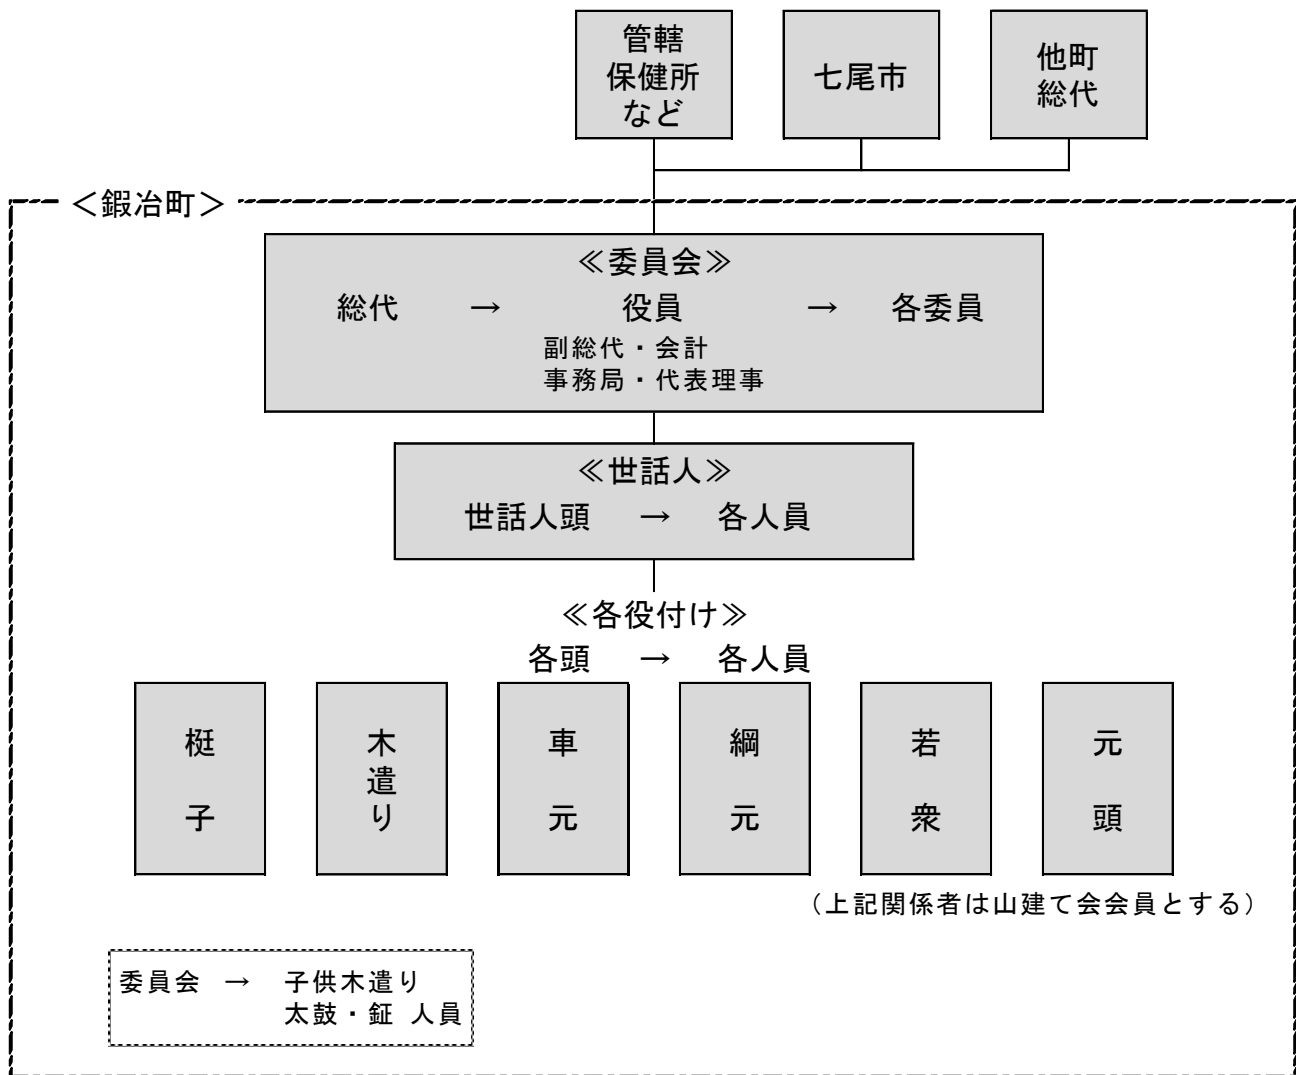 管轄
保健所
など
七尾市
他町
総代
＜鍛冶町＞
≪委員会≫
総代 → 役員 → 各委員
副総代・会計
事務局・代表理事
≪世話人≫
世話人頭 → 各人員
≪各役付け≫
各頭 → 各人員
梃子
木遣り
車元
綱元
若衆
元頭
（上記関係者は山建て会会員とする）
委員会 → 子供木遣り
太鼓・鉦 人員